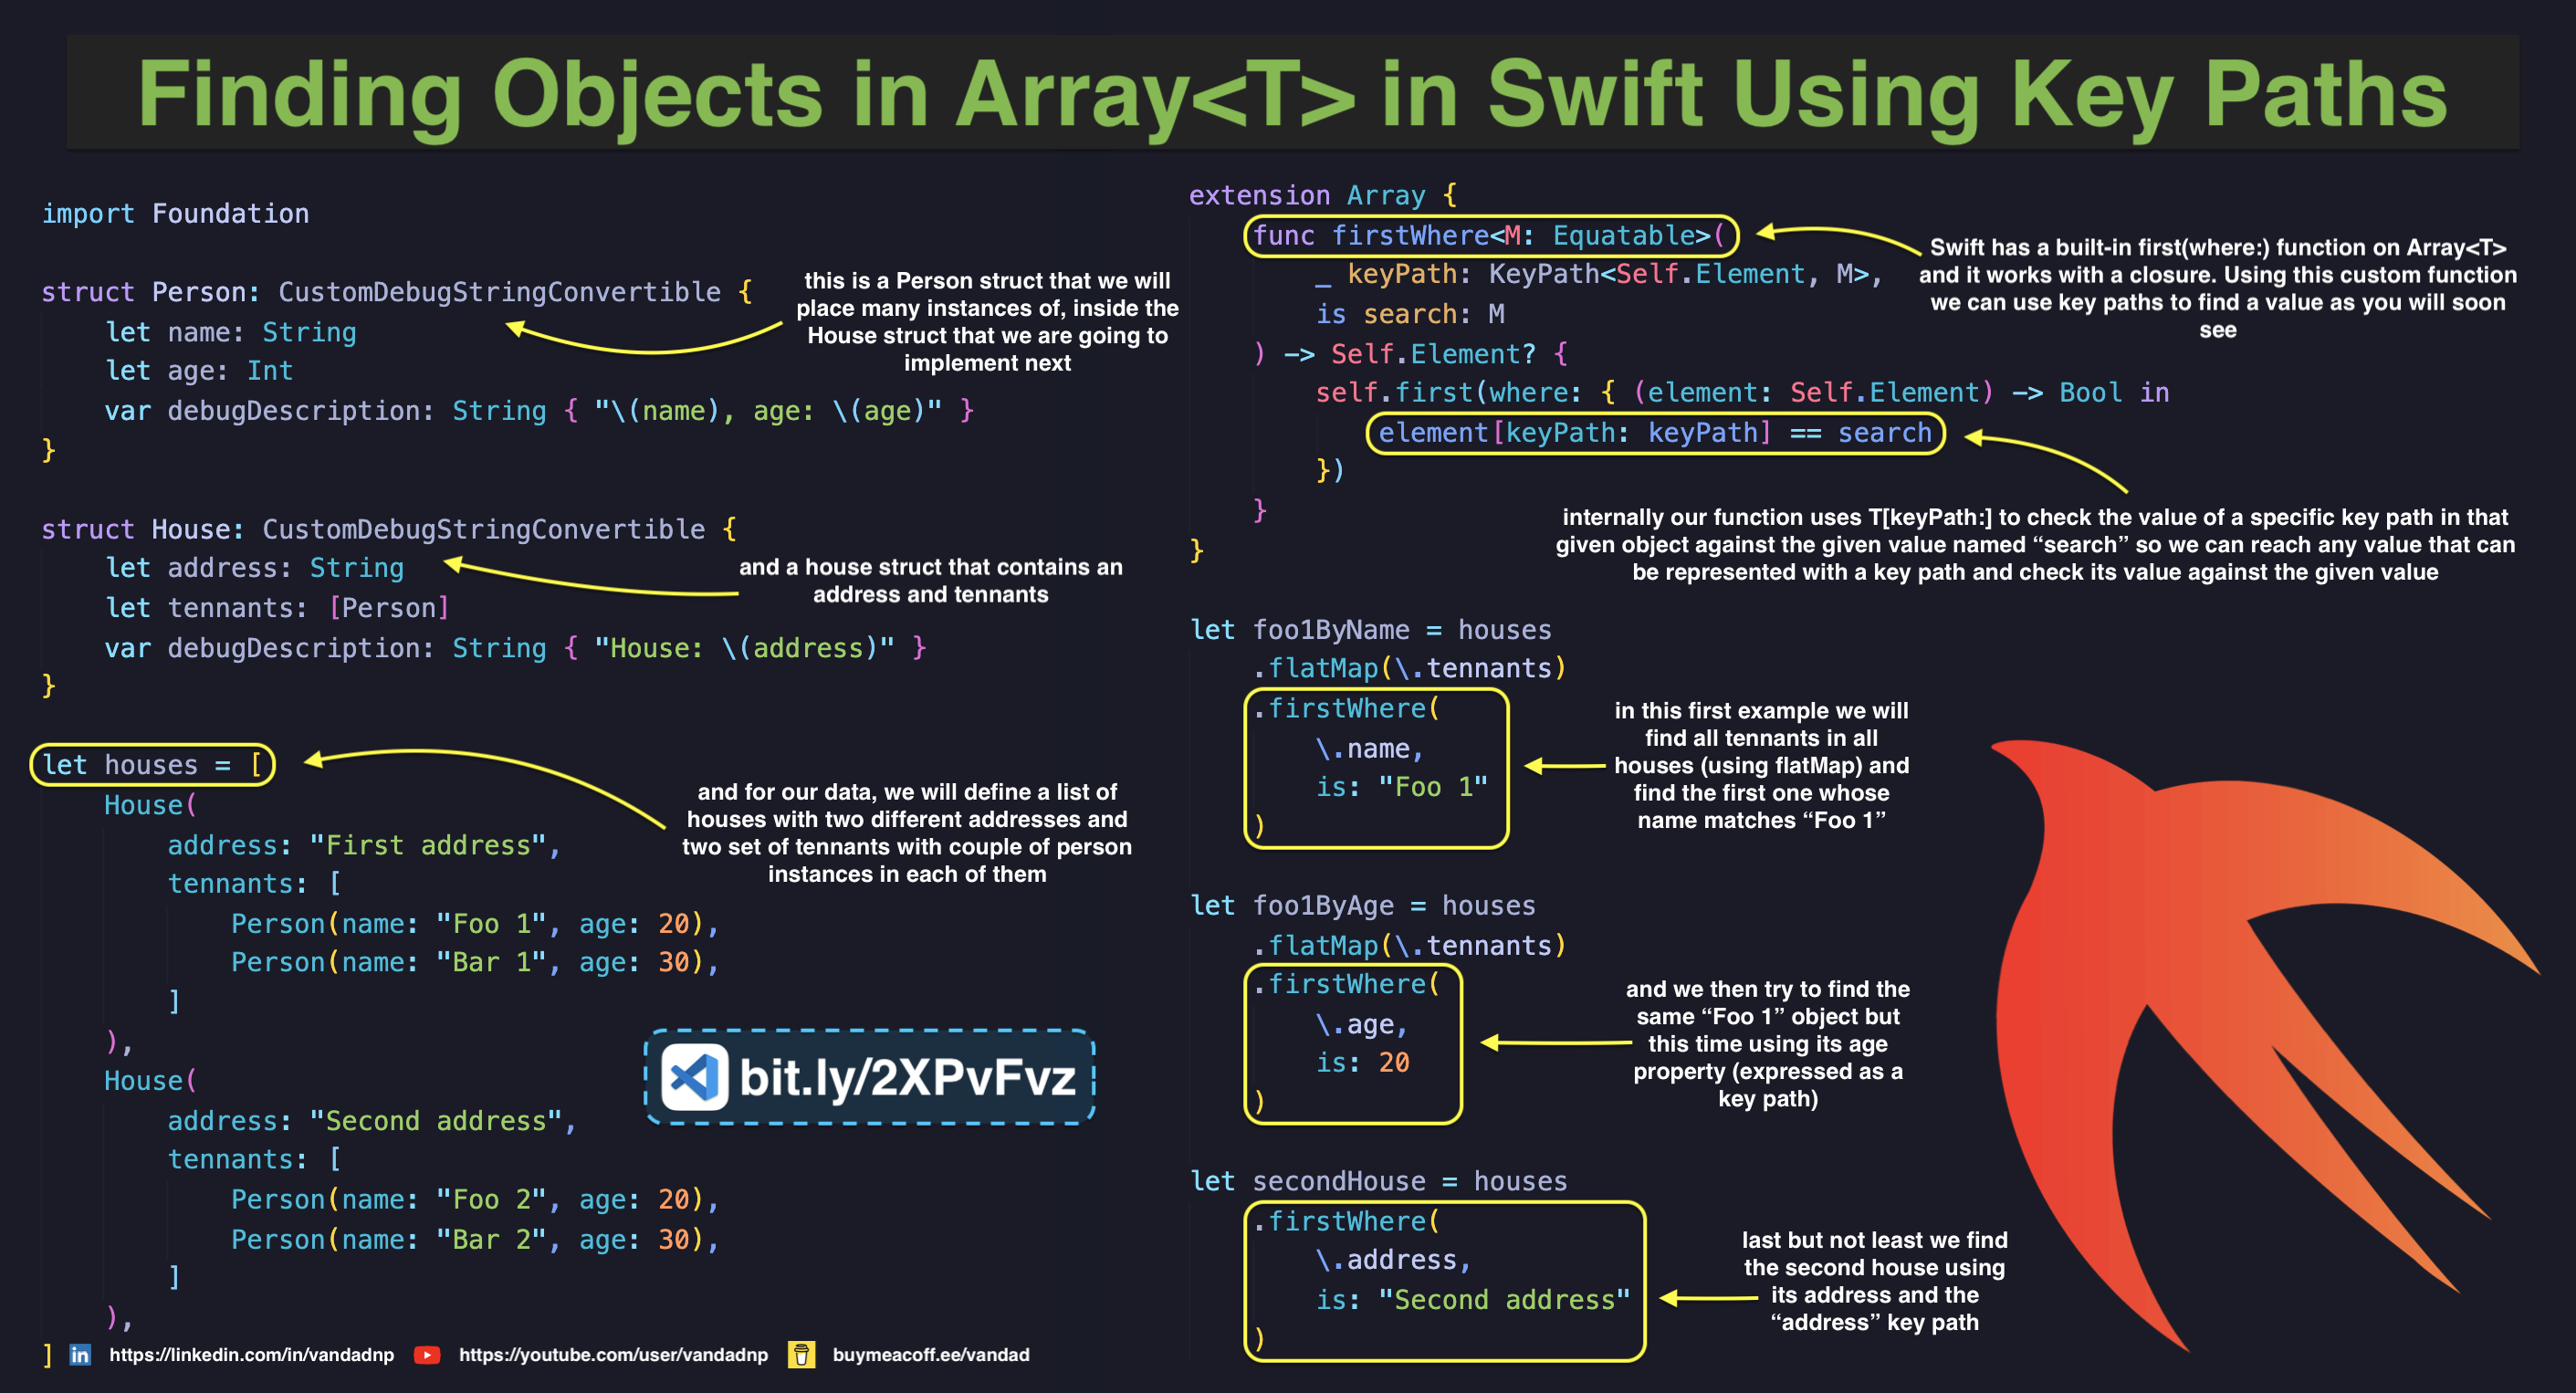 Finding Objects in Array<T> in Swift Using Key Paths
import Foundation
struct Person: CustomDebugStringConvertible {
let name: String
let age: Int
var debugDescription: String { "\(name), age: \(age)" }
}
this is a Person struct that we will
place many instances of, inside the
House struct that we are going to
implement next
struct House: CustomDebugStringConvertible {
let address: String
let tennants: [Person]
var debugDescription: String { "House: \(address)" }
}
and a house struct that contains an
address and tennants
let houses = [
House(
address: "First address",
tennants: [
Person(name: "Foo 1", age: 20),
Person(name: "Bar 1", age: 30),
]
),
House(
address: "Second address",
tennants: [
Person(name: "Foo 2", age: 20),
Person(name: "Bar 2", age: 30),
]
),
]
and for our data, we will define a list of
houses with two different addresses and
two set of tennants with couple of person
instances in each of them
bit.ly/2XPvFvz
in
https://linkedin.com/in/vandadnp
https://youtube.com/user/vandadnp
buymeacoff.ee/vandad
extension Array {
func firstWhere<M: Equatable>(
_ keyPath: KeyPath<Self.Element, M>,
is search: M
) -> Self.Element? {
self.first(where: { (element: Self.Element) -> Bool in
element[keyPath: keyPath] == search
})
}
}
Swift has a built-in first(where:) function on Array<T>
and it works with a closure. Using this custom function
we can use key paths to find a value as you will soon
see
internally our function uses T[keyPath:] to check the value of a specific key path in that
given object against the given value named “search” so we can reach any value that can
be represented with a key path and check its value against the given value
let foo1ByName = houses
.flatMap(\.tennants)
.firstWhere(
\.name,
is: "Foo 1"
)
in this first example we will
find all tennants in all
houses (using flatMap) and
find the first one whose
name matches “Foo 1”
let foo1ByAge = houses
.flatMap(\.tennants)
.firstWhere(
\.age,
is: 20
)
and we then try to find the
same “Foo 1” object but
this time using its age
property (expressed as a
key path)
let secondHouse = houses
.firstWhere(
\.address,
is: "Second address"
)
last but not least we find
the second house using
its address and the
“address” key path